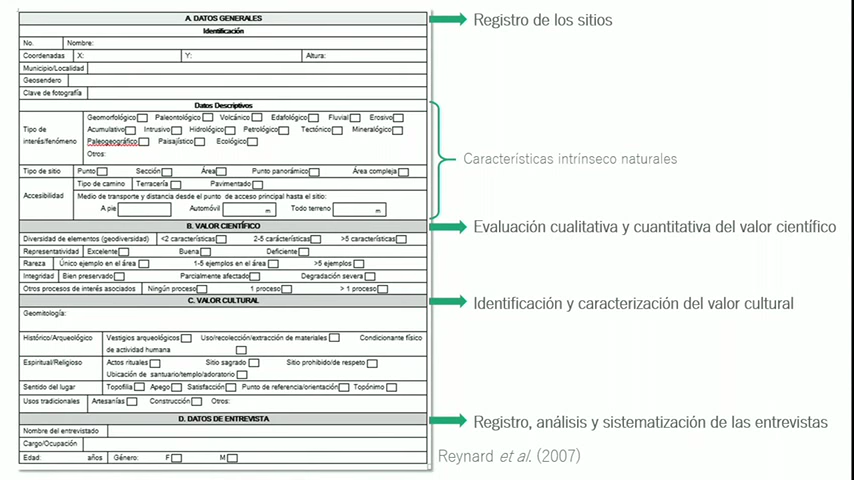 A. DATOS GENERALES
Identificación
No. Nombre:
Coordenadas X: Y: Altura:
Municipio/Localidad
Geosendero
Clave de fotografía
Datos Descriptivos
Tipo de interés/fenómeno
Geomorfológico Paleontológico Volcánico Edafológico Fluvial Erosivo
Acumulativo Intrusivo Hidrológico Petrológico Tectónico Mineralógico
Paleogeográfico Paisajístico Ecológico
Otros:
Tipo de sitio Punto Sección Área Punto panorámico Área compleja
Accesibilidad
Tipo de camino Terracería Pavimentado
Medio de transporte y distancia desde el punto de acceso principal hasta el sitio:
A pie Automóvil m Todo terreno m
B. VALOR CIENTÍFICO
Diversidad de elementos (geodiversidad) <2 características 2-5 características >5 características
Representatividad Excelente Buena Deficiente
Rareza Único ejemplo en el área 1-5 ejemplos en el área >5 ejemplos
Integridad Bien preservado Parcialmente afectado Degradación severa
Otros procesos de interés asociados Ningún proceso 1 proceso > 1 proceso
C. VALOR CULTURAL
Geomitología:
Histórico/Arqueológico Vestigios arqueológicos Uso/recolección/extracción de materiales Condicionante físico
de actividad humana
Espiritual/Religioso Actos rituales Sitio sagrado Sitio prohibido/de respeto
Ubicación de santuario/templo/adoratorio
Sentido del lugar Topofilia Apego Satisfacción Punto de referencia/orientación Topónimo
Usos tradicionales Artesanías Construcción Otros:
D. DATOS DE ENTREVISTA
Nombre del entrevistado
Cargo/Ocupación
Edad: años Género: F M
Registro de los sitios
Características intrínseco naturales
Evaluación cualitativa y cuantitativa del valor científico
Identificación y caracterización del valor cultural
Registro, análisis y sistematización de las entrevistas
Reynard et al. (2007)